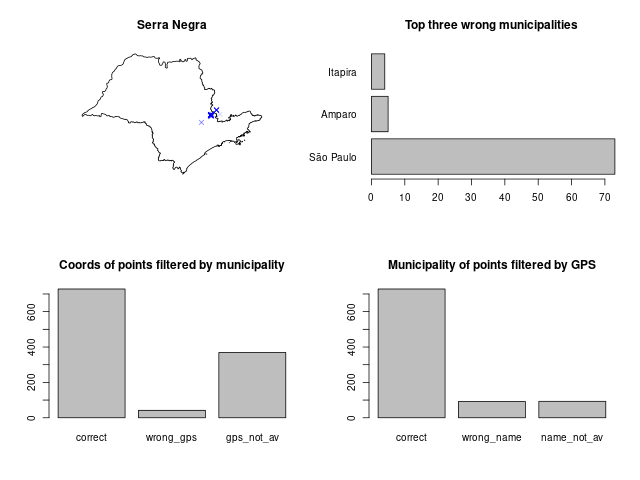 Serra Negra
Top three wrong municipalities
Itapira
Amparo
São Paulo
0 10 20 30 40 50 60 70
Coords of points filtered by municipality
600
400
200
0
correct wrong_gps gps_not_av
Municipality of points filtered by GPS
600
400
200
0
correct wrong_name name_not_av